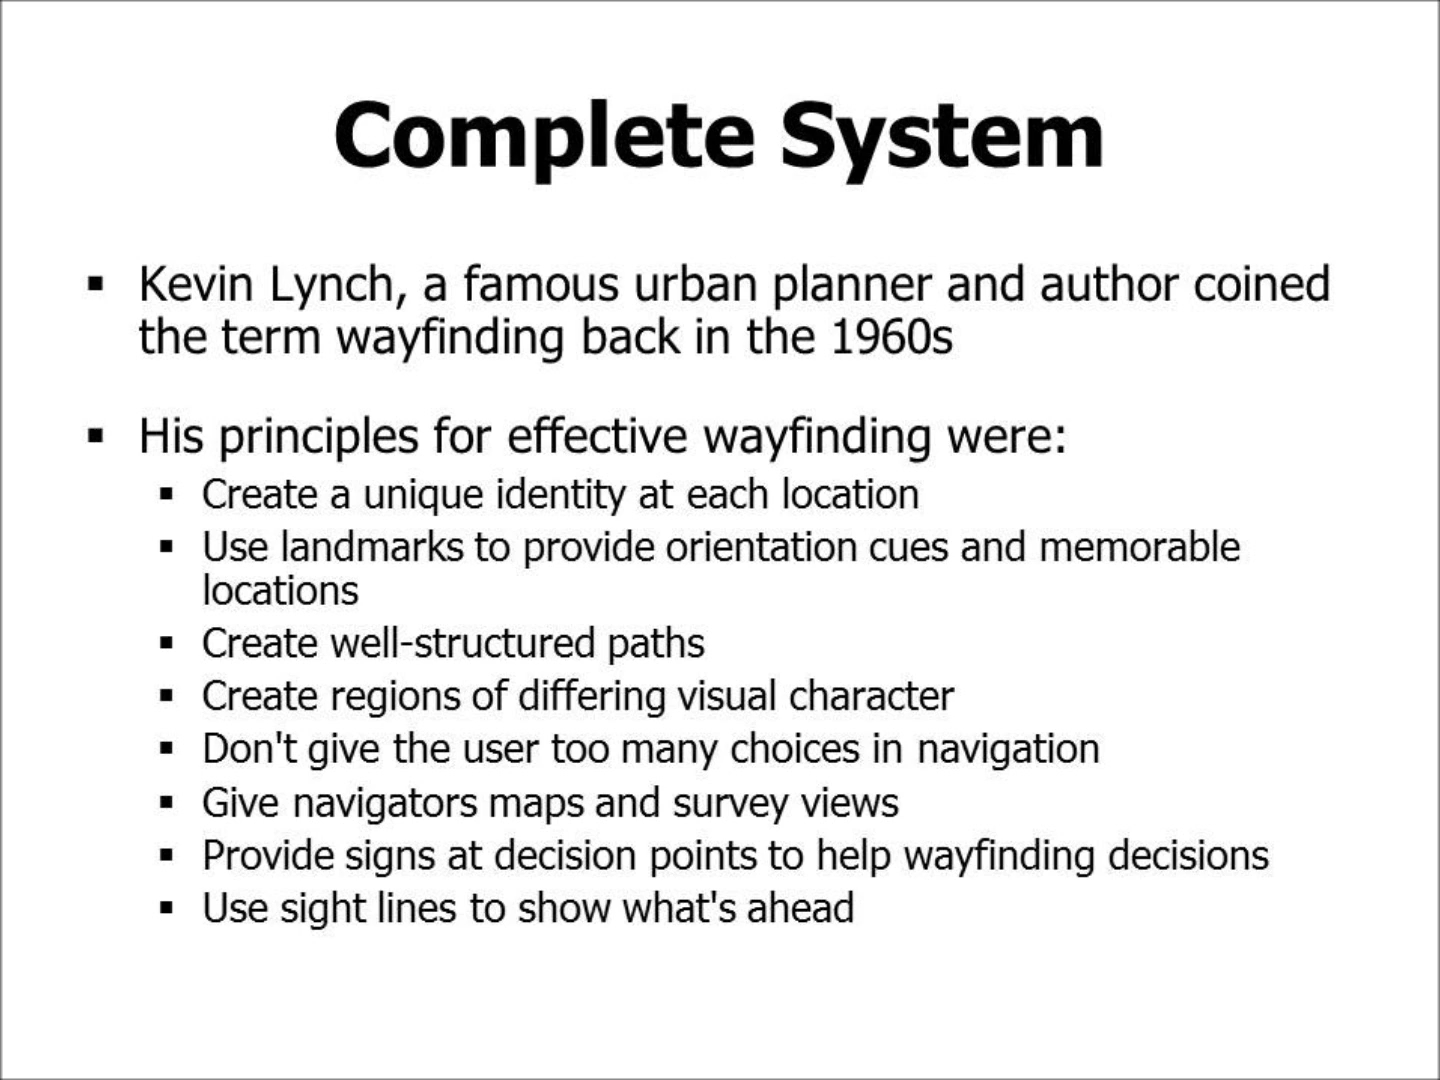 Complete System
▪ Kevin Lynch, a famous urban planner and author coined
the term wayfinding back in the 1960s
▪ His principles for effective wayfinding were:
▪ Create a unique identity at each location
▪ Use landmarks to provide orientation cues and memorable
locations
▪ Create well-structured paths
▪ Create regions of differing visual character
▪ Don't give the user too many choices in navigation
▪ Give navigators maps and survey views
▪ Provide signs at decision points to help wayfinding decisions
▪ Use sight lines to show what's ahead